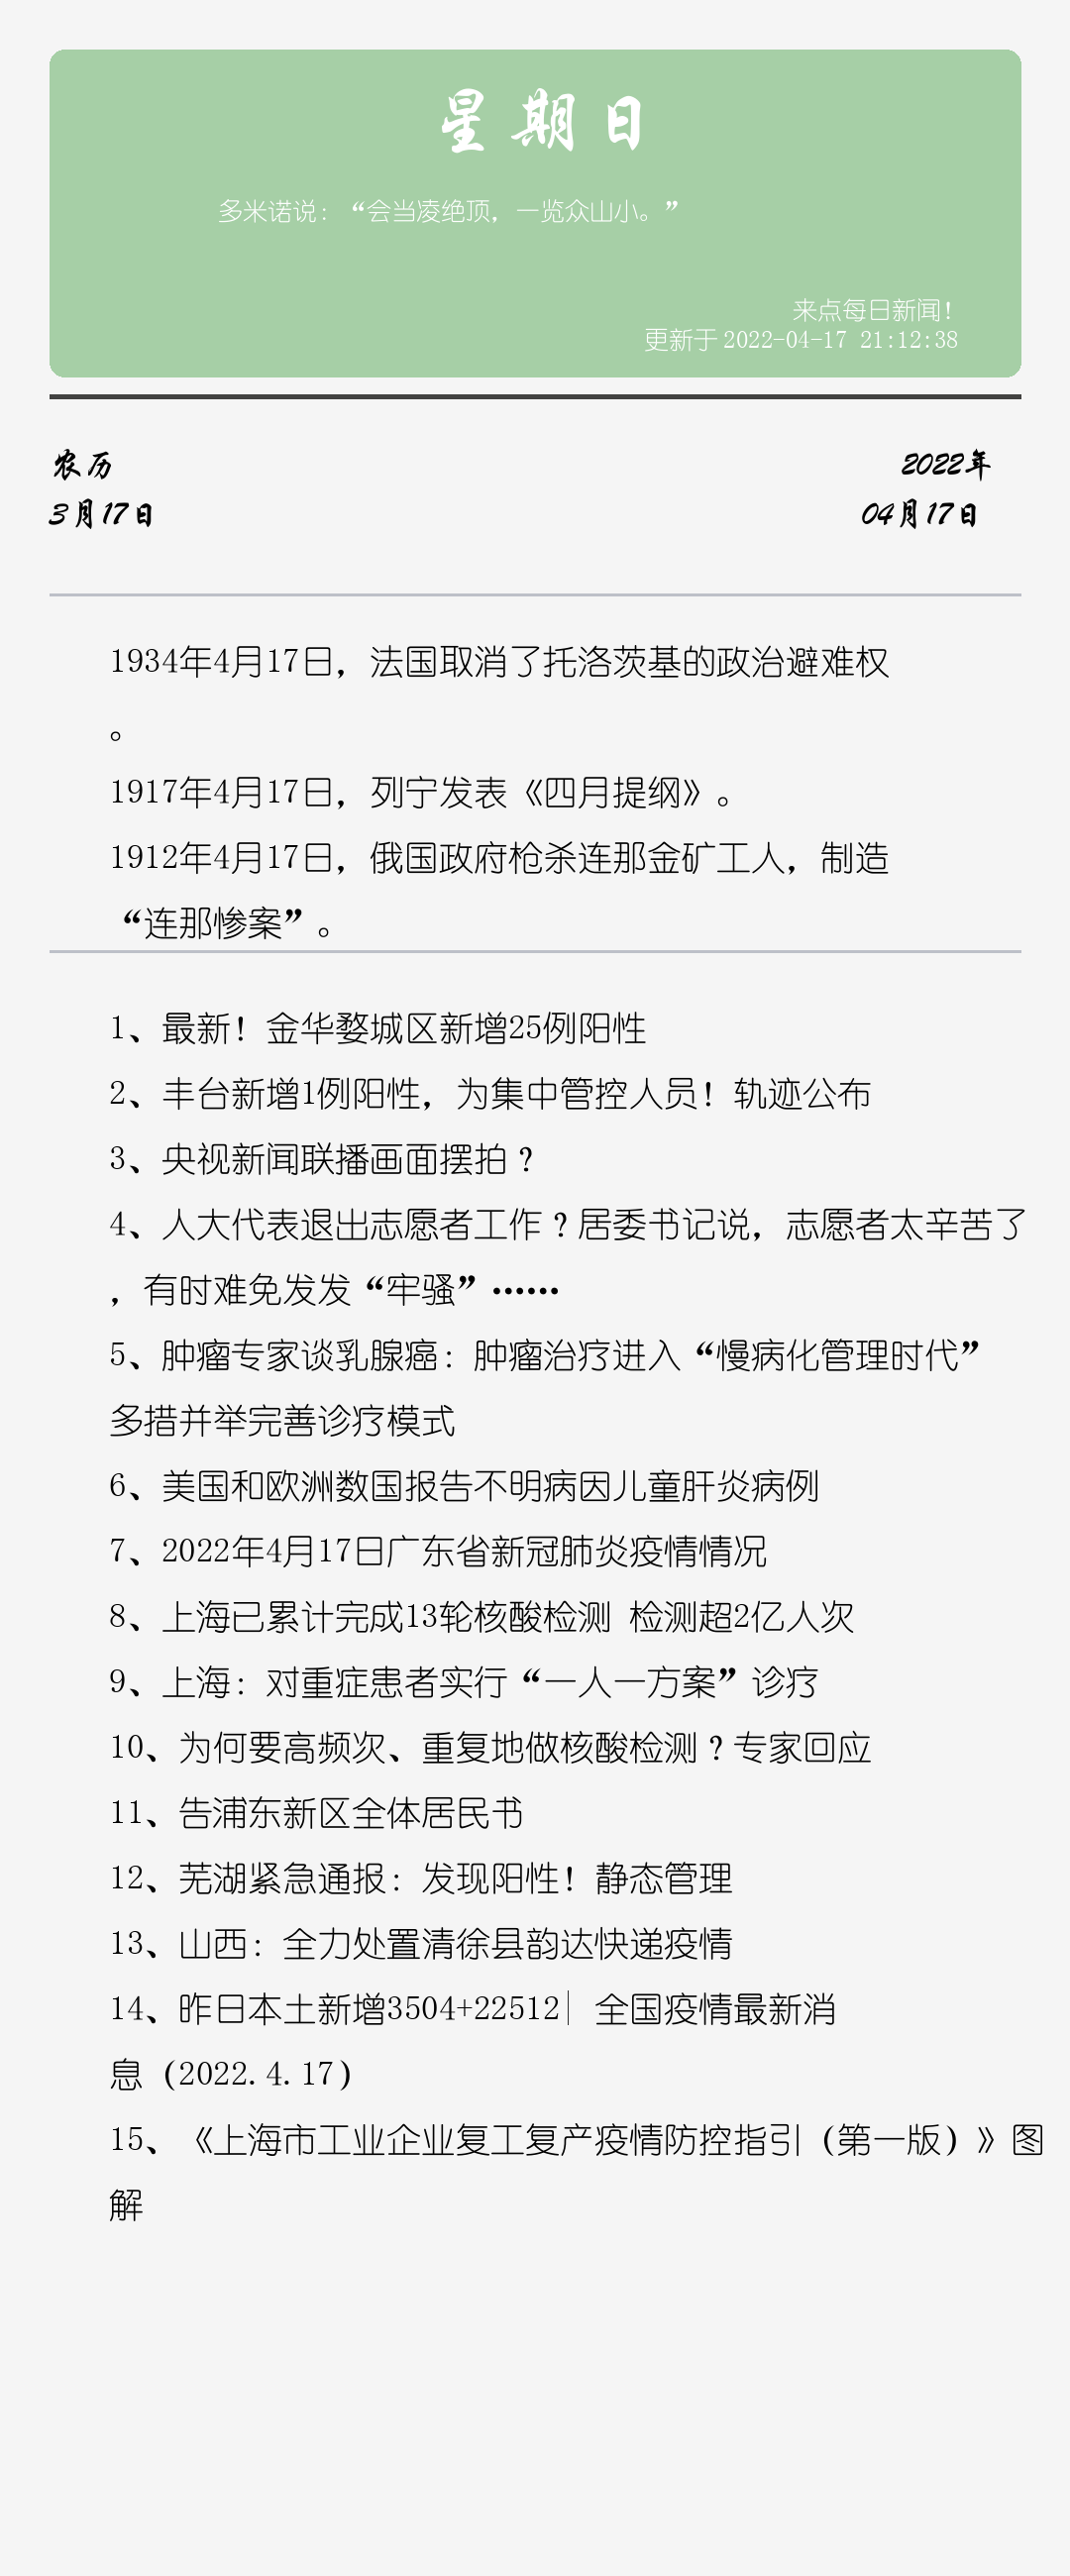 星期日
多米诺说：“会当凌绝顶，一览众山小。”
来点每日新闻！
更新于 2022-04-17 21:12:38
农历
2022年
3月17日
04月17日
1934年4月17日，法国取消了托洛茨基的政治避难权
。
1917年4月17日，列宁发表《四月提纲》。
1912年4月17日，俄国政府枪杀连那金矿工人，制造
“连那惨案”。
1、最新！金华婺城区新增25例阳性
2、丰台新增1例阳性，为集中管控人员！轨迹公布
3、央视新闻联播画面摆拍？
4、人大代表退出志愿者工作？居委书记说，志愿者太辛苦了
，有时难免发发“牢骚”……
5、肿瘤专家谈乳腺癌：肿瘤治疗进入“慢病化管理时代”
多措并举完善诊疗模式
6、美国和欧洲数国报告不明病因儿童肝炎病例
7、2022年4月17日广东省新冠肺炎疫情情况
8、上海已累计完成13轮核酸检测 检测超2亿人次
9、上海：对重症患者实行“一人一方案”诊疗
10、为何要高频次、重复地做核酸检测？专家回应
11、告浦东新区全体居民书
12、芜湖紧急通报：发现阳性！静态管理
13、山西：全力处置清徐县韵达快递疫情
14、昨日本土新增3504+22512| 全国疫情最新消
息（2022.4.17）
15、《上海市工业企业复工复产疫情防控指引（第一版）》图
解